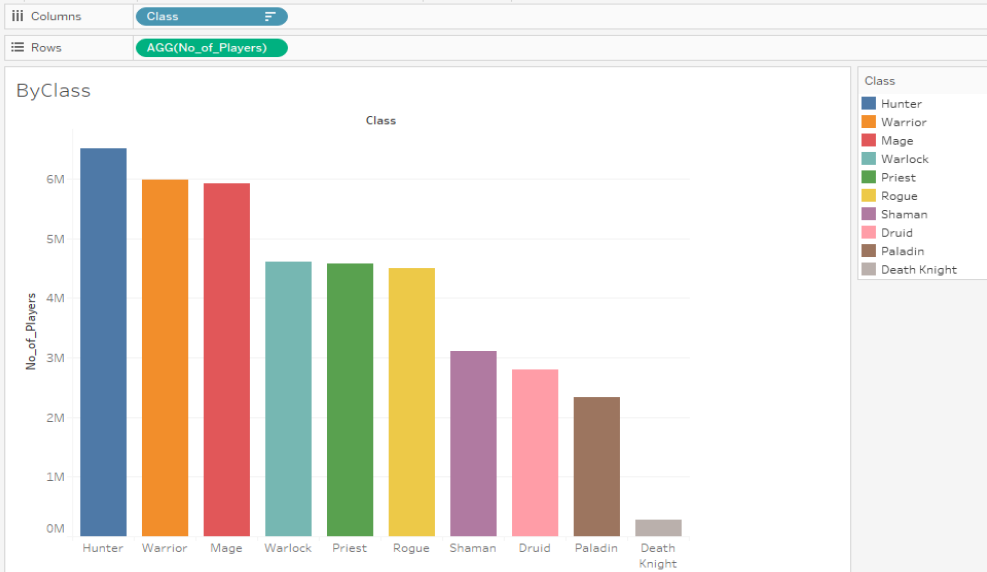 Columns
Class
Rows
AGG(No_of_Players)
ByClass
Class
No_of_Players
6M
5M
4M
3M
2M
1M
0M
Hunter
Warrior
Mage
Warlock
Priest
Rogue
Shaman
Druid
Paladin
Death
Knight
Class
Hunter
Warrior
Mage
Warlock
Priest
Rogue
Shaman
Druid
Paladin
Death Knight